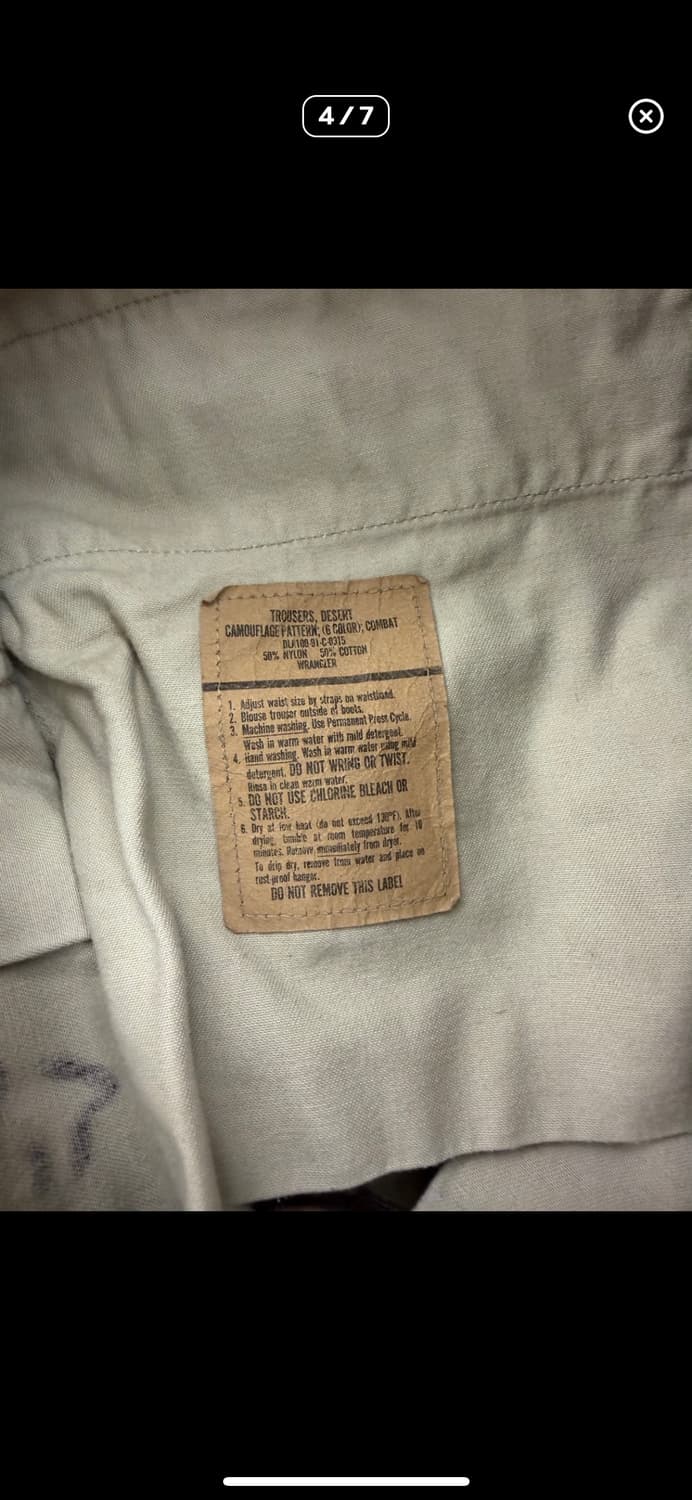 4/7
TROUSERS, DESERT
CAMOUFLAGE PATTERN; (6 COLOR); COMBAT
DLA100-91-C-0315
50% NYLON 50% COTTON
WRANGLER
1. Adjust waist size by straps on waistband.
2. Blouse trouser outside of boots.
3. Machine washing. Use Permanent Press Cycle.
Wash in warm water with mild detergent.
4. Hand washing. Wash in warm water using mild
detergent. DO NOT WRING OR TWIST.
Rinse in clean warm water.
5. DO NOT USE CHLORINE BLEACH OR
STARCH.
6. Dry at low heat (do not exceed 130°F). After
drying, tumble at room temperature for 10
minutes. Remove immediately from dryer.
To drip dry, remove from water and place on
rust-proof hanger.
DO NOT REMOVE THIS LABEL